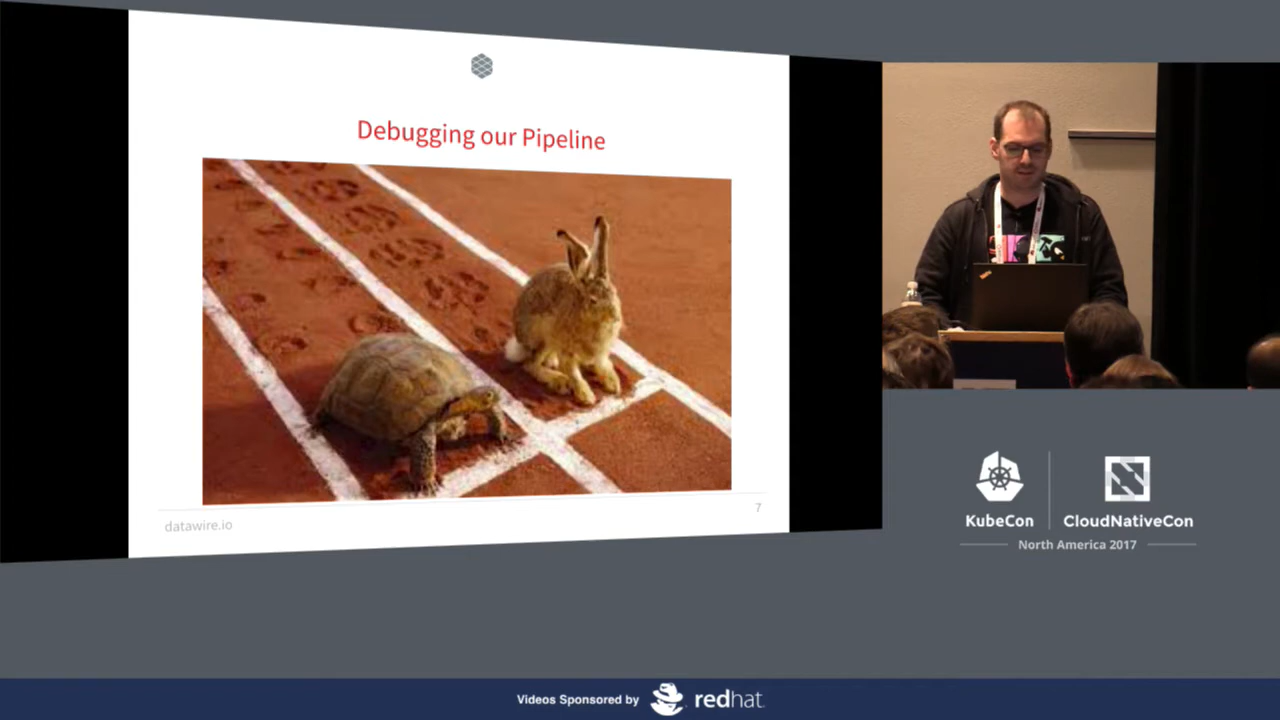 Debugging our Pipeline
datawire.io
7
KubeCon
CloudNativeCon
North America 2017
Videos Sponsored by
redhat.